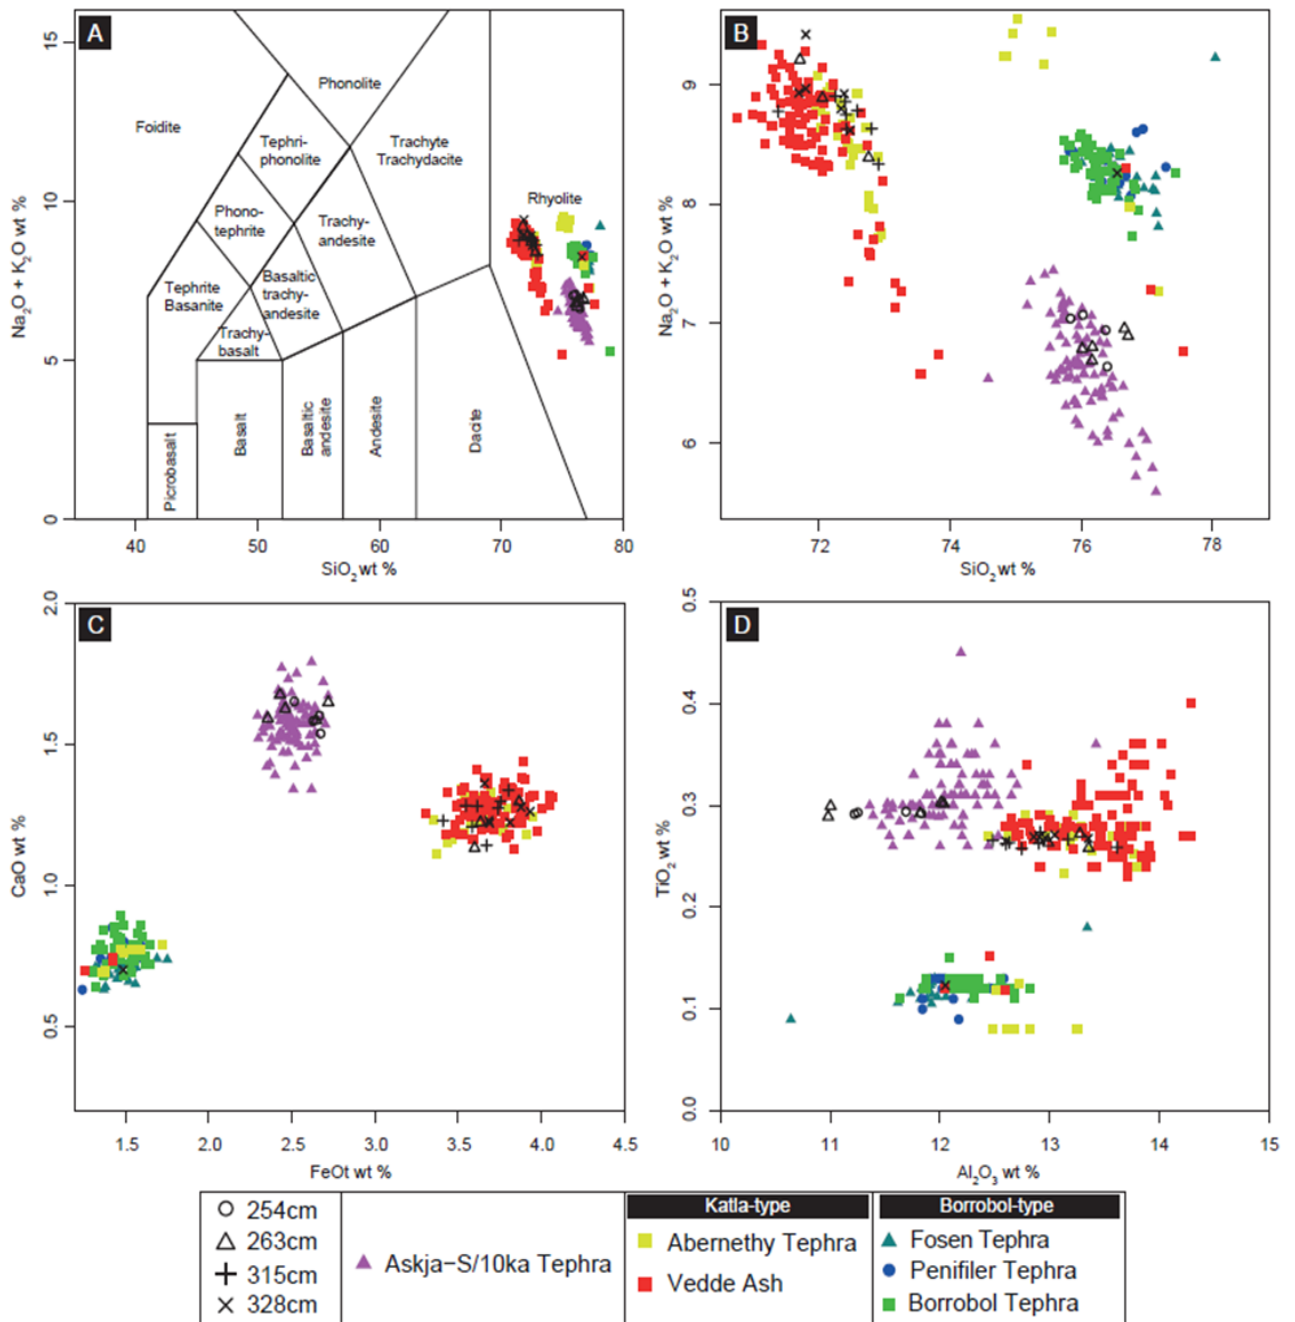 A
15
10
5
0
Na2O + K2O wt %
Foidite
Phonolite
Tephri-
phonolite
Trachyte
Trachydacite
Rhyolite
Phono-
tephrite
Trachy-
andesite
Tephrite
Basanite
Basaltic
trachy-
andesite
Trachy-
basalt
Picrobasalt
Basalt
Basaltic
andesite
Andesite
Dacite
40 50 60 70 80
SiO2 wt %
B
9
8
7
6
Na2O + K2O wt %
72 74 76 78
SiO2 wt %
C
2.0
1.5
1.0
0.5
CaO wt %
1.5 2.0 2.5 3.0 3.5 4.0 4.5
FeOt wt %
D
0.5
0.4
0.3
0.2
0.1
0.0
TiO2 wt %
10 11 12 13 14 15
Al2O3 wt %
254cm
263cm
315cm
328cm
Askja-S/10ka Tephra
Katla-type
Abernethy Tephra
Vedde Ash
Borrobol-type
Fosen Tephra
Penifiler Tephra
Borrobol Tephra